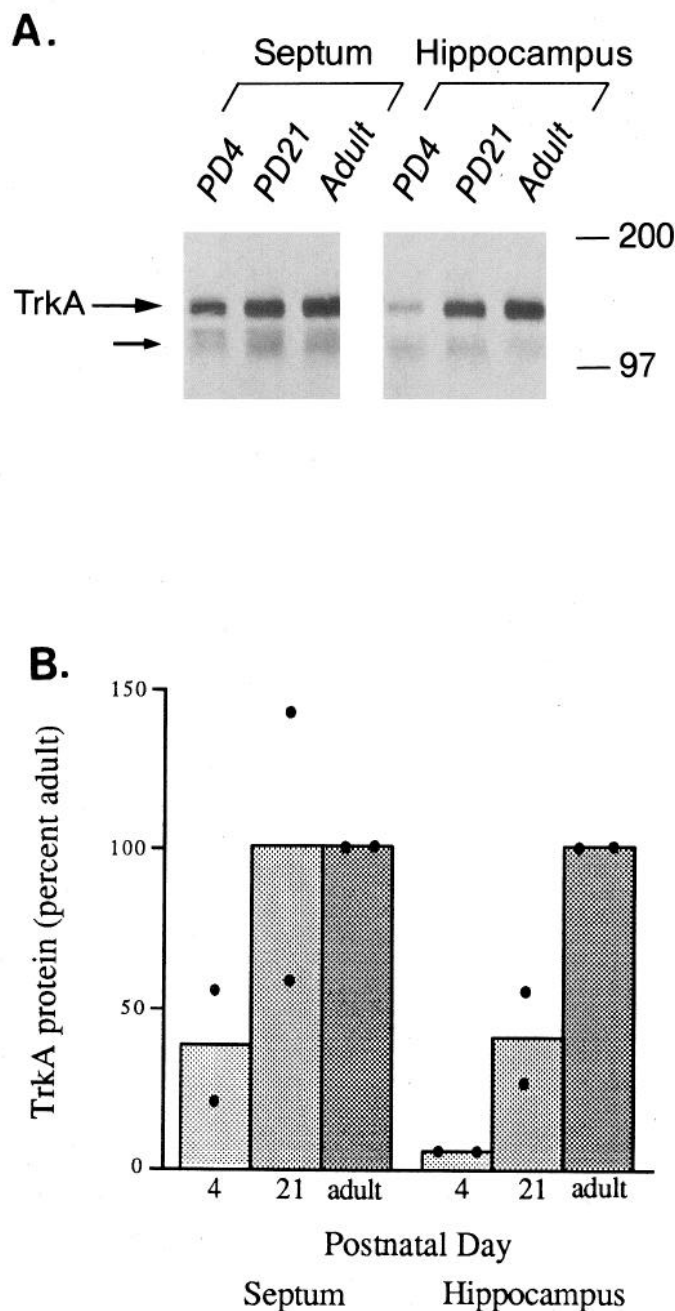 A.
Septum Hippocampus
PD4 PD21 Adult PD4 PD21 Adult
200
TrkA
97
B.
TrkA protein (percent adult)
150
100
50
0
4 21 adult 4 21 adult
Postnatal Day
Septum Hippocampus